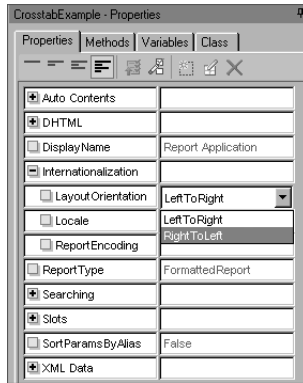 CrosstabExample - Properties
Properties Methods Variables Class
Auto Contents
DHTML
DisplayName Report Application
Internationalization
LayoutOrientation LeftToRight
Locale LeftToRight
RightToLeft
ReportEncoding
ReportType FormattedReport
Searching
Slots
SortParamsByAlias False
XML Data